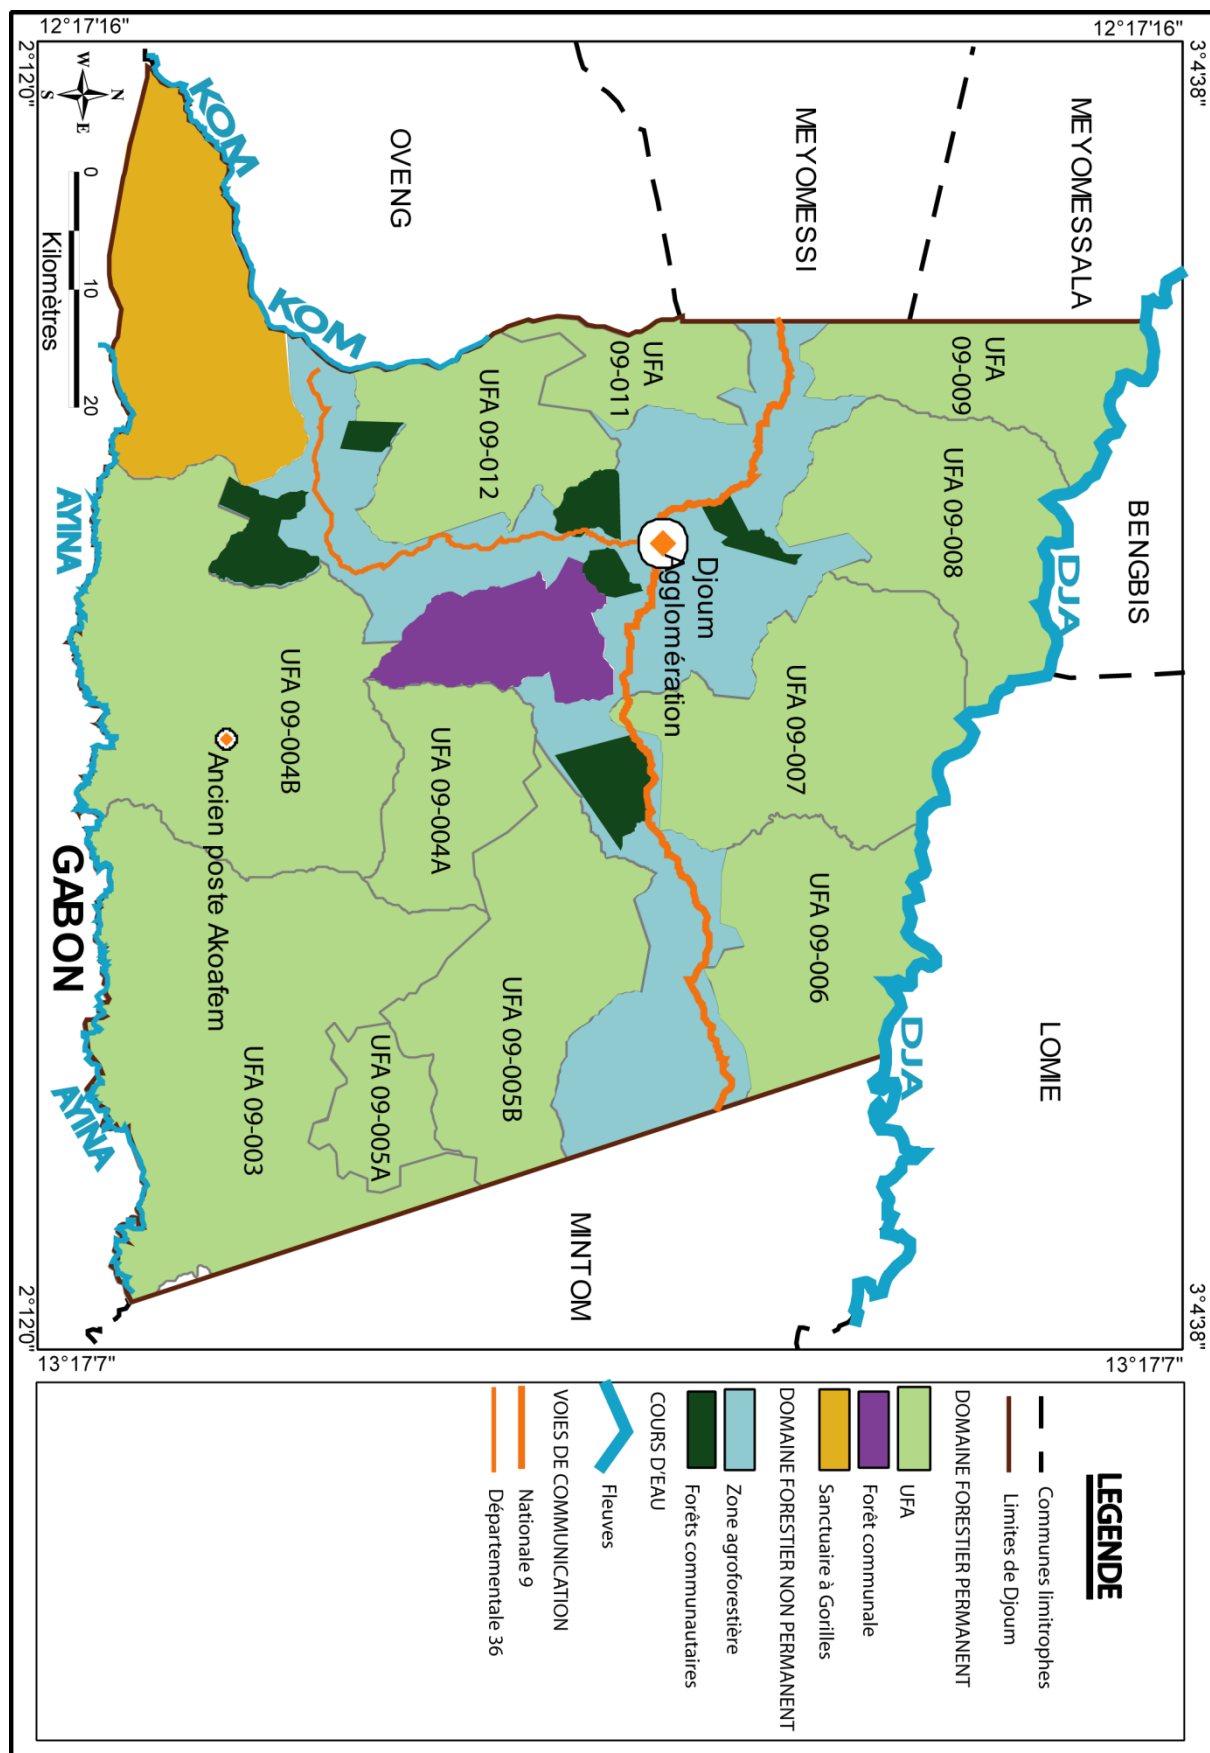 12°17'16"
13°17'7"
3°4'38"
3°4'38"
MEYOMESSALA
BENGBIS
LOMIE
DJA
DJA
UFA
09-009
UFA 09-008
UFA 09-007
UFA 09-006
MEYOMESSI
Djoum
Agglomération
MINTOM
OVENG
UFA
09-011
UFA 09-012
UFA 09-004A
UFA 09-005B
UFA 09-005A
KOM
KOM
UFA 09-004B
Ancien poste Akoafem
UFA 09-003
AYINA
AYINA
GABON
N
W
E
S
0
10
20
Kilomètres
2°12'0"
2°12'0"
12°17'16"
13°17'7"
LEGENDE
Communes limitrophes
Limites de Djoum
DOMAINE FORESTIER PERMANENT
UFA
Forêt communale
Sanctuaire à Gorilles
DOMAINE FORESTIER NON PERMANENT
Zone agroforestière
Forêts communautaires
COURS D'EAU
Fleuves
VOIES DE COMMUNICATION
Nationale 9
Départementale 36